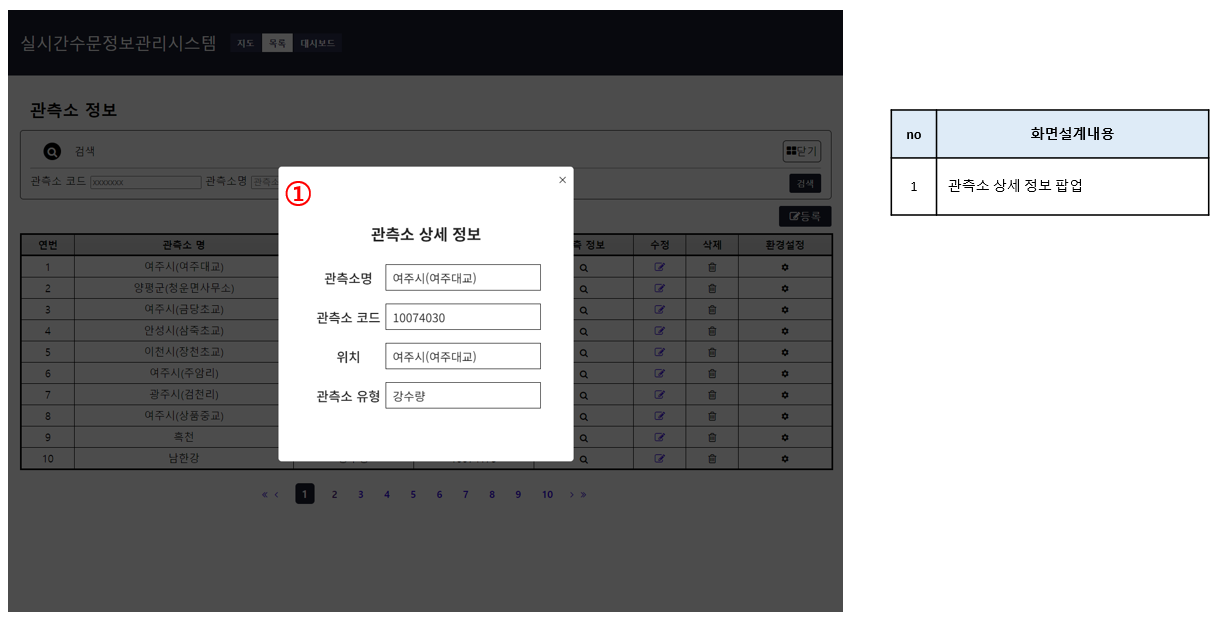 실시간수문정보관리시스템 지도 목록 대시보드
관측소 정보
검색 닫기
관측소 코드 xxxxxxx 관측소명 관측소 검색
등록
연번 관측소 명 측 정보 수정 삭제 환경설정
1 여주시(여주대교)
2 양평군(청운면사무소)
3 여주시(금당초교)
4 안성시(삼죽초교)
5 이천시(장천초교)
6 여주시(주암리)
7 광주시(검천리)
8 여주시(상품중교)
9 흑천
10 남한강
« ‹ 1 2 3 4 5 6 7 8 9 10 › »
①
×
관측소 상세 정보
관측소명 여주시(여주대교)
관측소 코드 10074030
위치 여주시(여주대교)
관측소 유형 강수량
no 화면설계내용
1 관측소 상세 정보 팝업